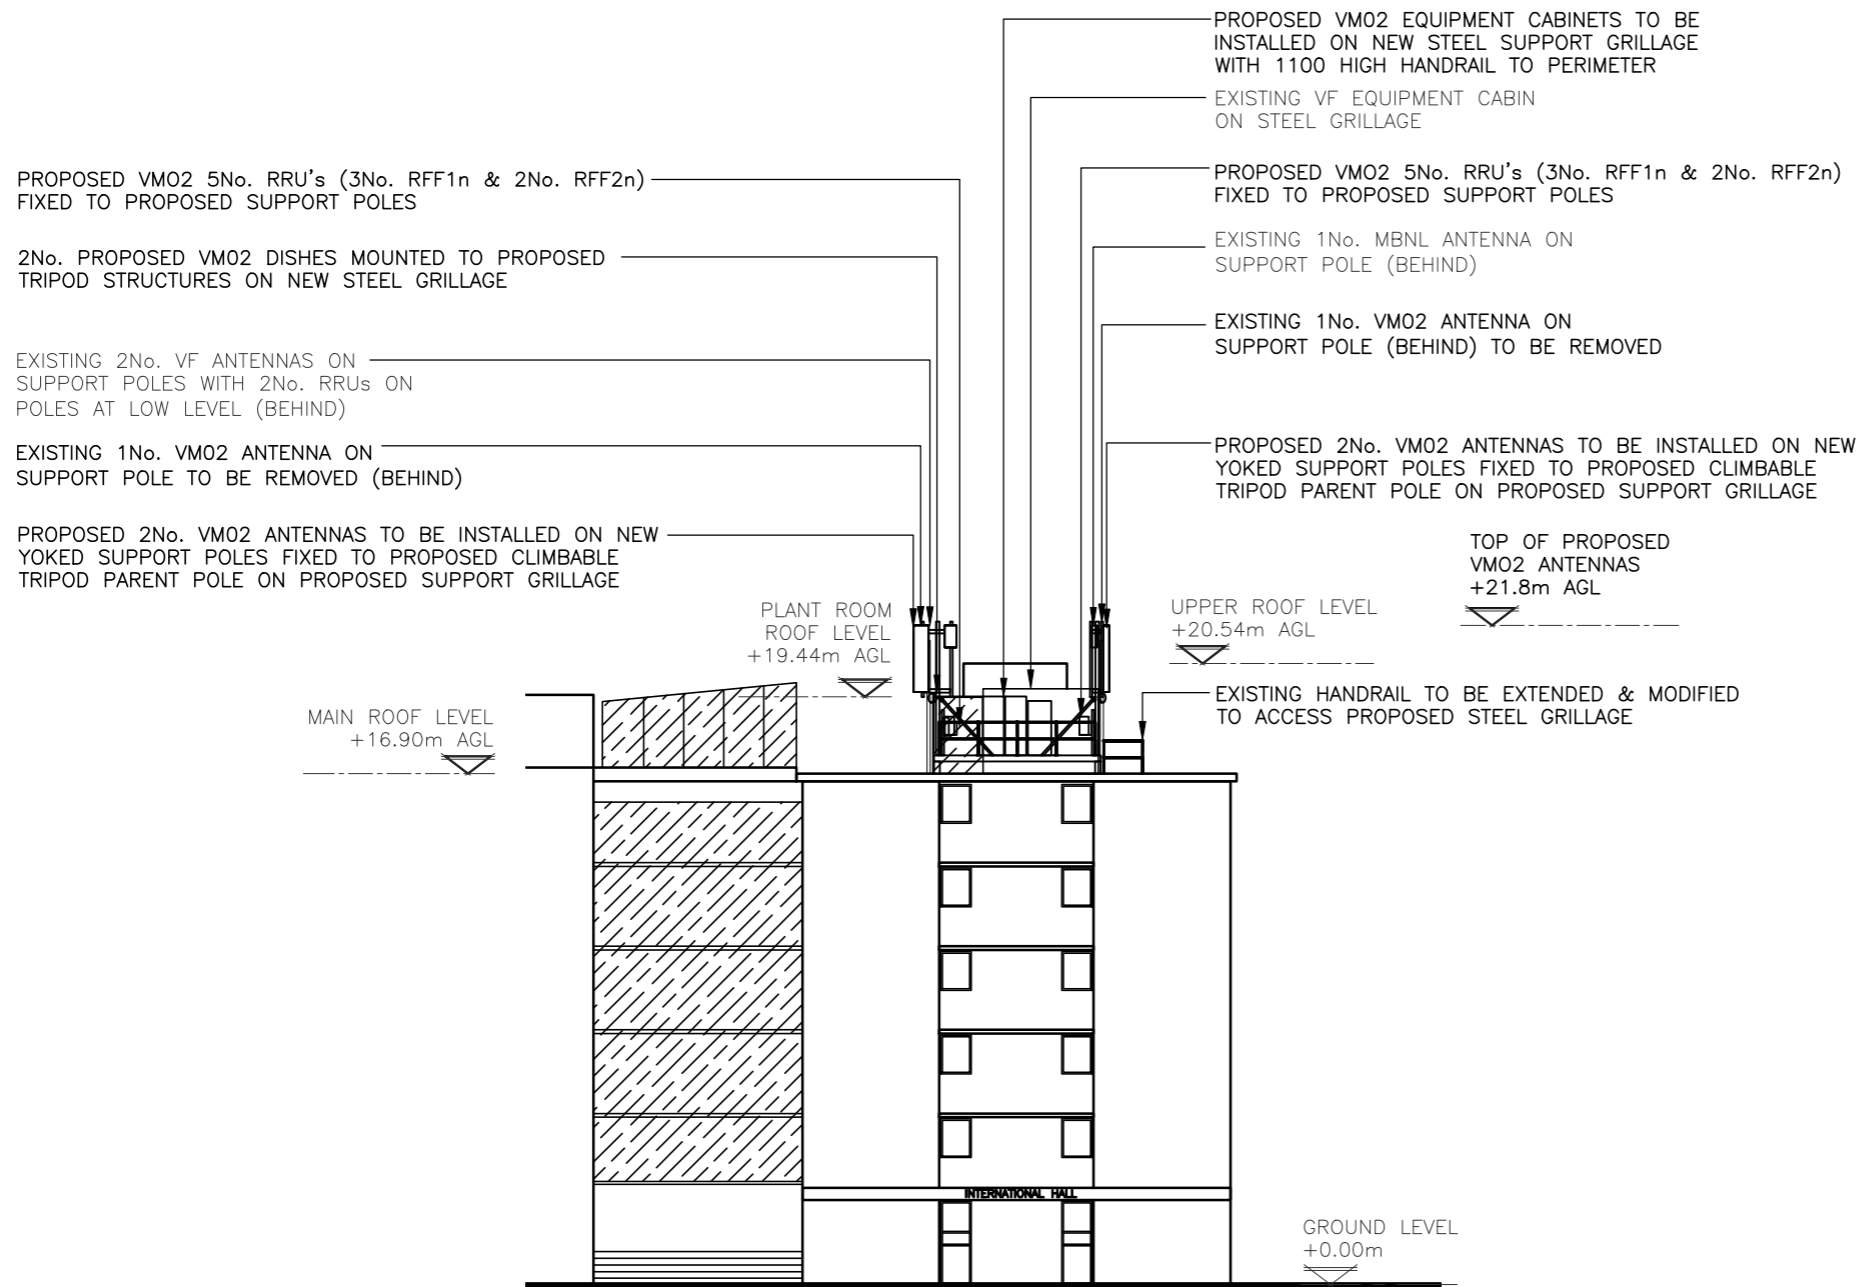 PROPOSED VMO2 EQUIPMENT CABINETS TO BE
INSTALLED ON NEW STEEL SUPPORT GRILLAGE
WITH 1100 HIGH HANDRAIL TO PERIMETER
EXISTING VF EQUIPMENT CABIN
ON STEEL GRILLAGE
PROPOSED VMO2 5No. RRU's (3No. RFF1n & 2No. RFF2n)
FIXED TO PROPOSED SUPPORT POLES
2No. PROPOSED VMO2 DISHES MOUNTED TO PROPOSED
TRIPOD STRUCTURES ON NEW STEEL GRILLAGE
EXISTING 2No. VF ANTENNAS ON
SUPPORT POLES WITH 2No. RRUs ON
POLES AT LOW LEVEL (BEHIND)
EXISTING 1No. VMO2 ANTENNA ON
SUPPORT POLE TO BE REMOVED (BEHIND)
PROPOSED 2No. VMO2 ANTENNAS TO BE INSTALLED ON NEW
YOKED SUPPORT POLES FIXED TO PROPOSED CLIMBABLE
TRIPOD PARENT POLE ON PROPOSED SUPPORT GRILLAGE
PROPOSED VMO2 5No. RRU's (3No. RFF1n & 2No. RFF2n)
FIXED TO PROPOSED SUPPORT POLES
EXISTING 1No. MBNL ANTENNA ON
SUPPORT POLE (BEHIND)
EXISTING 1No. VMO2 ANTENNA ON
SUPPORT POLE (BEHIND) TO BE REMOVED
PROPOSED 2No. VMO2 ANTENNAS TO BE INSTALLED ON NEW
YOKED SUPPORT POLES FIXED TO PROPOSED CLIMBABLE
TRIPOD PARENT POLE ON PROPOSED SUPPORT GRILLAGE
TOP OF PROPOSED
VMO2 ANTENNAS
+21.8m AGL
PLANT ROOM
ROOF LEVEL
+19.44m AGL
UPPER ROOF LEVEL
+20.54m AGL
MAIN ROOF LEVEL
+16.90m AGL
EXISTING HANDRAIL TO BE EXTENDED & MODIFIED
TO ACCESS PROPOSED STEEL GRILLAGE
INTERNATIONAL HALL
GROUND LEVEL
+0.00m